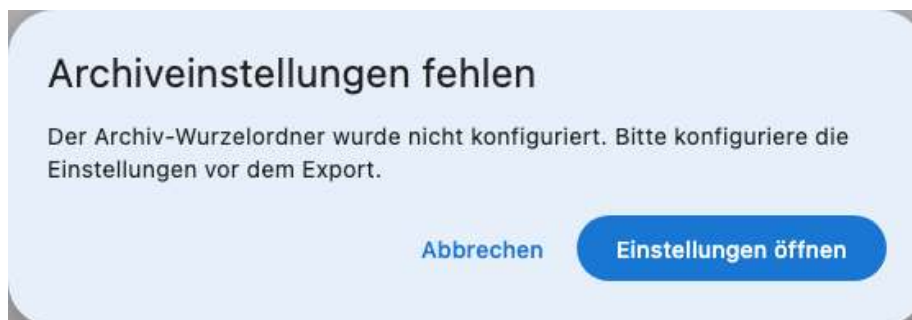 Archiveinstellungen fehlen
Der Archiv-Wurzelordner wurde nicht konfiguriert. Bitte konfiguriere die
Einstellungen vor dem Export.
Abbrechen
Einstellungen öffnen